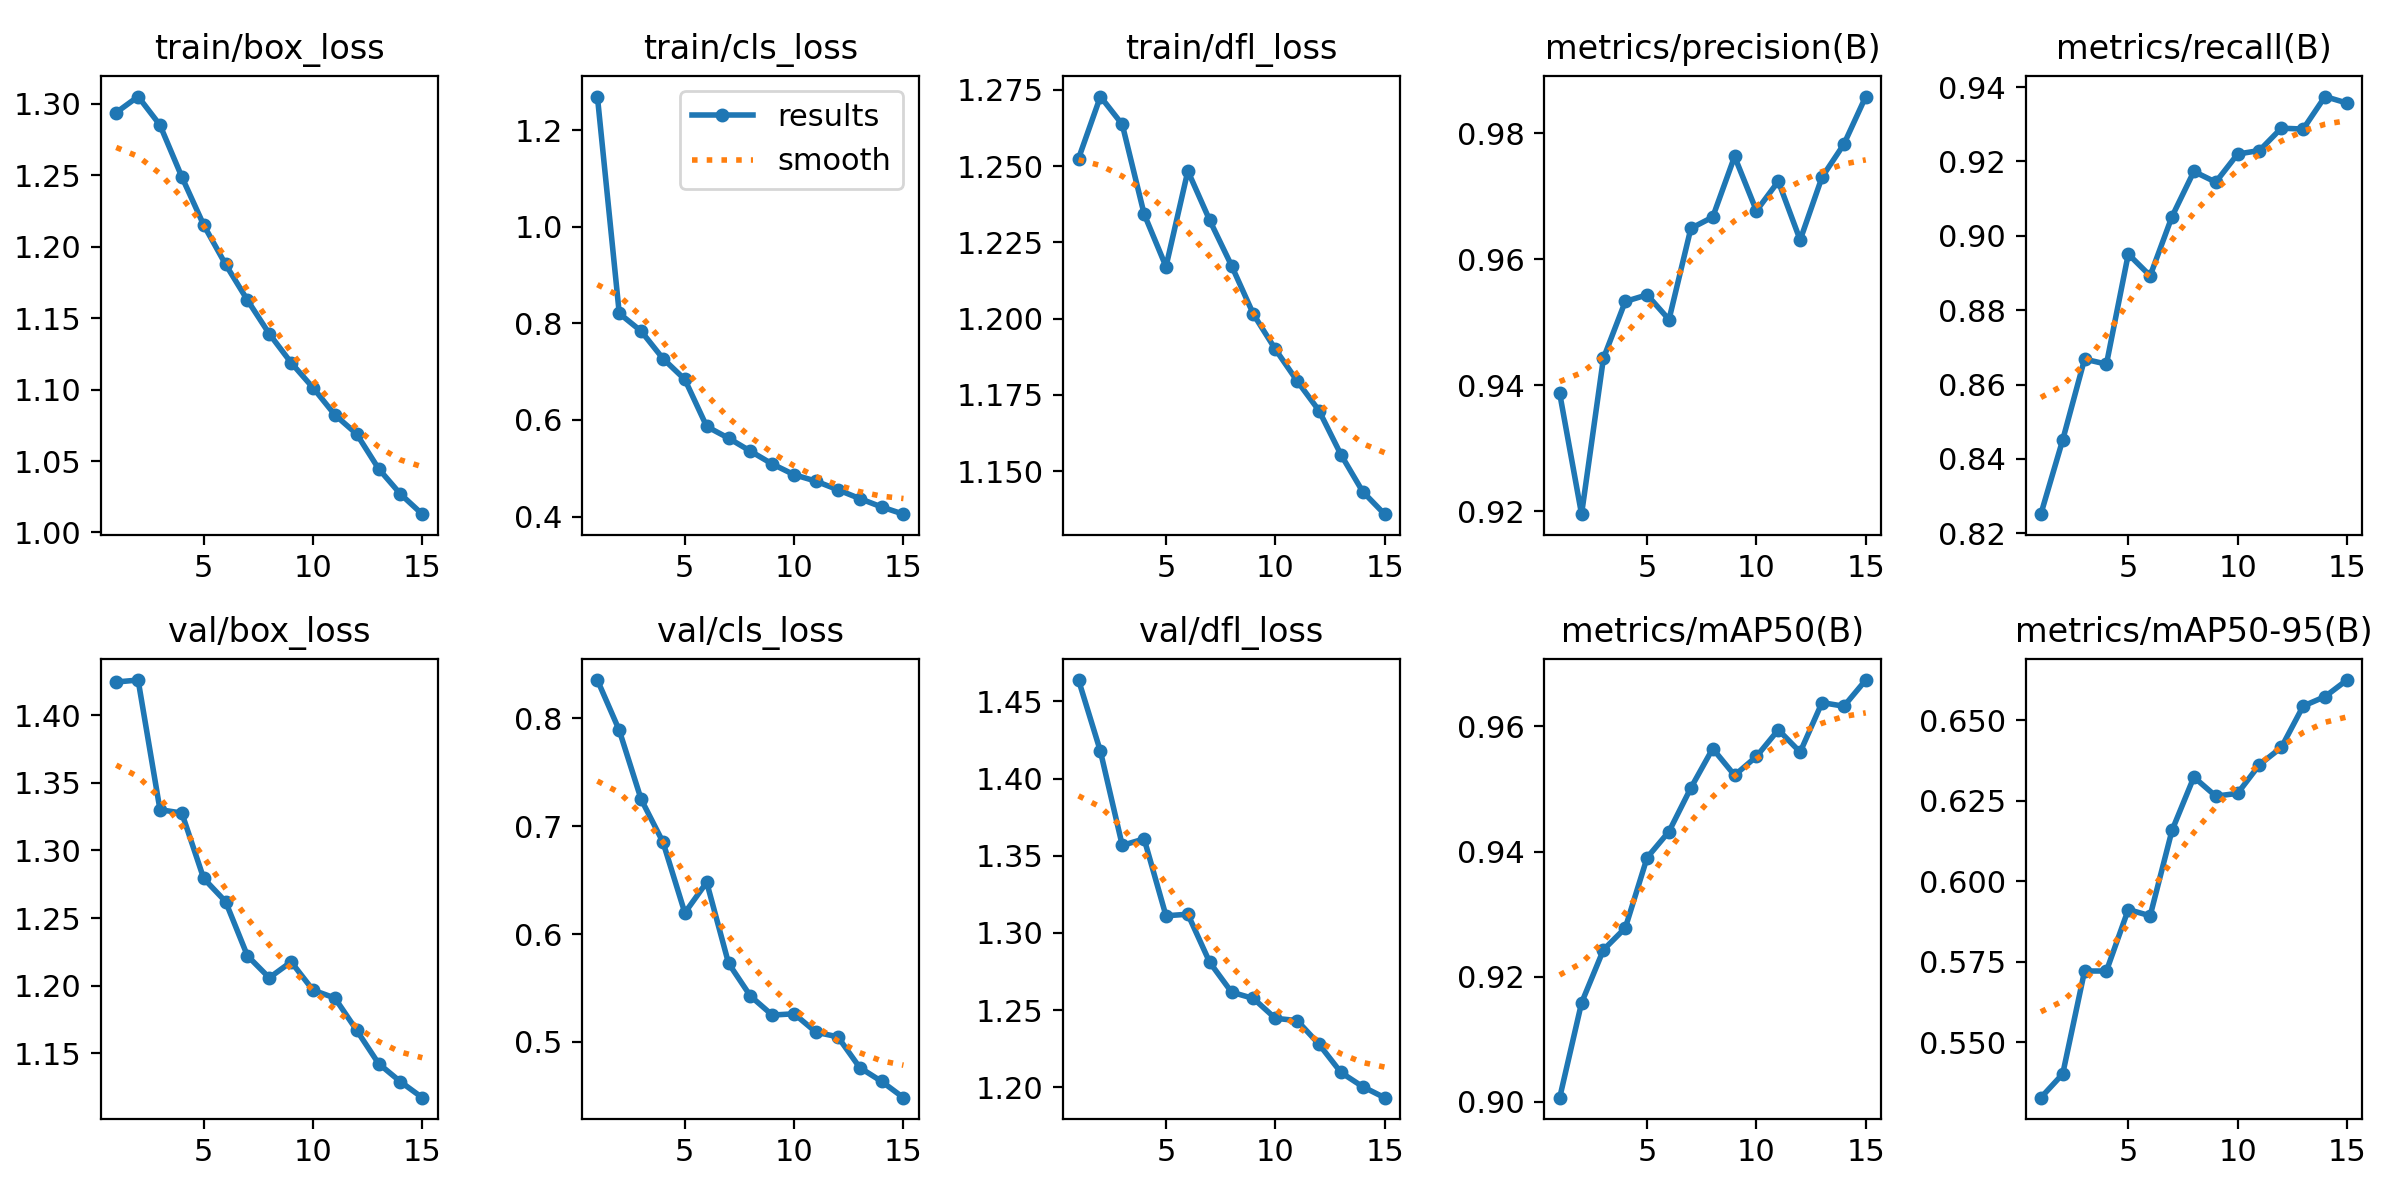 train/box_loss
1.30
1.25
1.20
1.15
1.10
1.05
1.00
5 10 15
train/cls_loss
results
smooth
1.2
1.0
0.8
0.6
0.4
5 10 15
train/dfl_loss
1.275
1.250
1.225
1.200
1.175
1.150
5 10 15
metrics/precision(B)
0.98
0.96
0.94
0.92
5 10 15
metrics/recall(B)
0.94
0.92
0.90
0.88
0.86
0.84
0.82
5 10 15
val/box_loss
1.40
1.35
1.30
1.25
1.20
1.15
5 10 15
val/cls_loss
0.8
0.7
0.6
0.5
5 10 15
val/dfl_loss
1.45
1.40
1.35
1.30
1.25
1.20
5 10 15
metrics/mAP50(B)
0.96
0.94
0.92
0.90
5 10 15
metrics/mAP50-95(B)
0.650
0.625
0.600
0.575
0.550
5 10 15